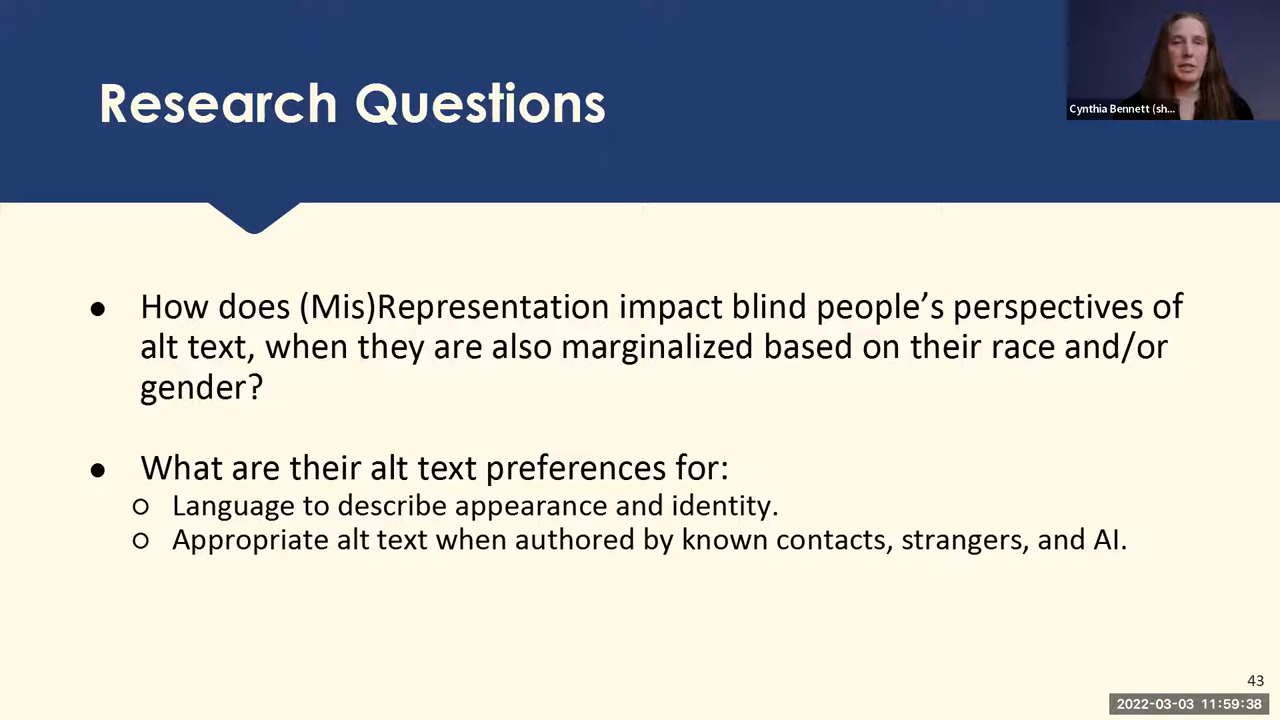 Research Questions
Cynthia Bennett (sh...
● How does (Mis)Representation impact blind people’s perspectives of
alt text, when they are also marginalized based on their race and/or
gender?
● What are their alt text preferences for:
○ Language to describe appearance and identity.
○ Appropriate alt text when authored by known contacts, strangers, and AI.
43
2022-03-03 11:59:38